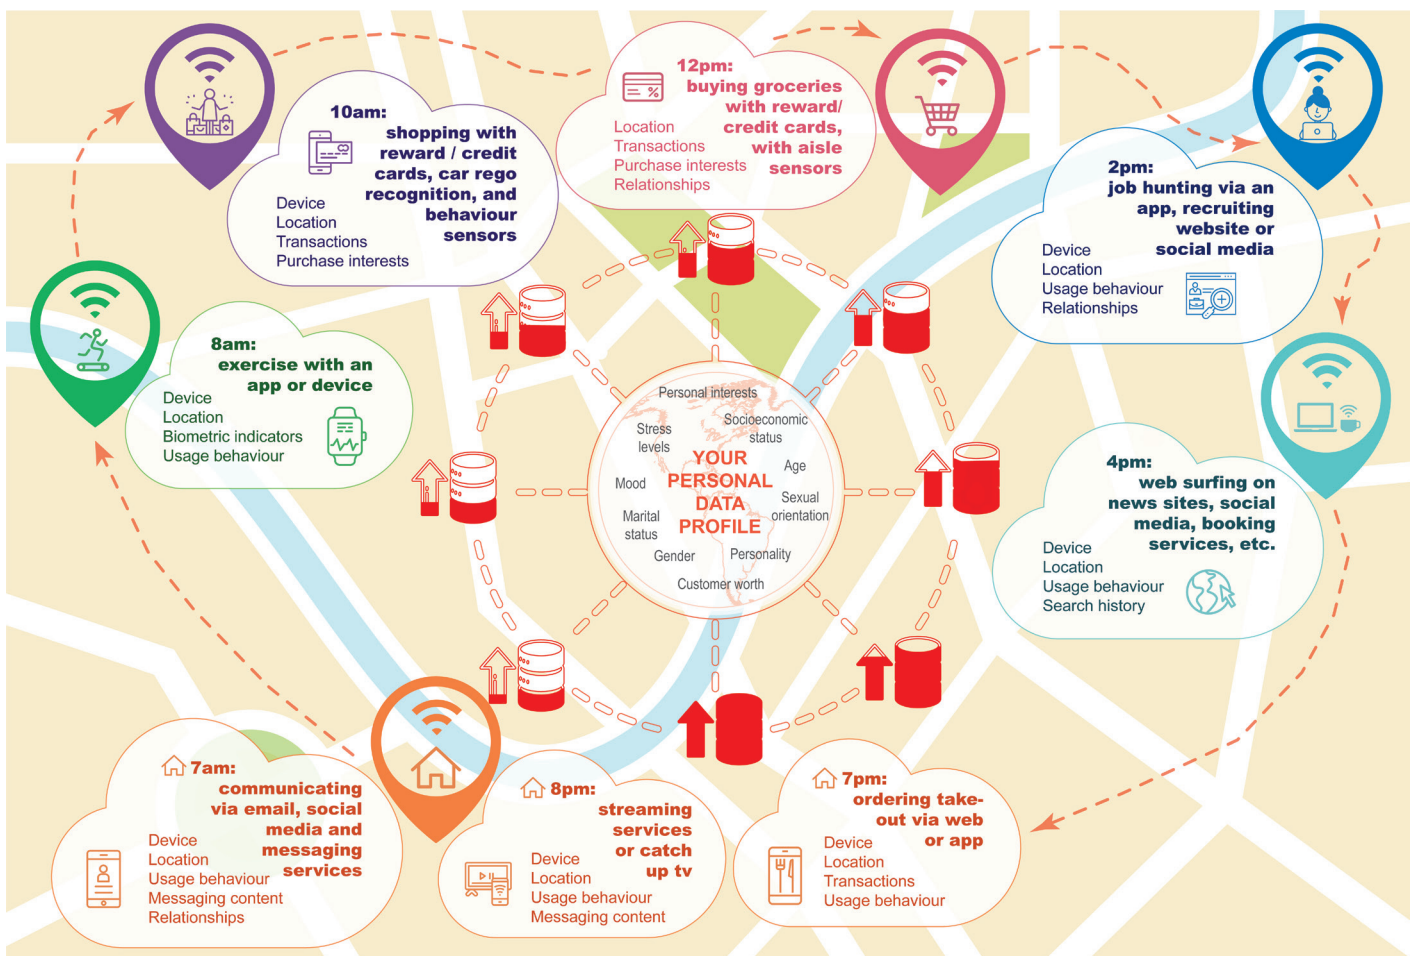 7am:
communicating
via email, social
media and
messaging
services
Device
Location
Usage behaviour
Messaging content
Relationships
8am:
exercise with an
app or device
Device
Location
Biometric indicators
Usage behaviour
10am:
shopping with
reward / credit
cards, car rego
recognition, and
behaviour
sensors
Device
Location
Transactions
Purchase interests
12pm:
buying groceries
with reward/
credit cards,
with aisle
sensors
Location
Transactions
Purchase interests
Relationships
%
2pm:
job hunting via an
app, recruiting
website or
social media
Device
Location
Usage behaviour
Relationships
4pm:
web surfing on
news sites, social
media, booking
services, etc.
Device
Location
Usage behaviour
Search history
7pm:
ordering take-
out via web
or app
Device
Location
Transactions
Usage behaviour
8pm:
streaming
services
or catch
up tv
Device
Location
Usage behaviour
Messaging content
YOUR
PERSONAL
DATA
PROFILE
Personal interests
Socioeconomic
status
Age
Sexual
orientation
Personality
Customer worth
Gender
Marital
status
Mood
Stress
levels